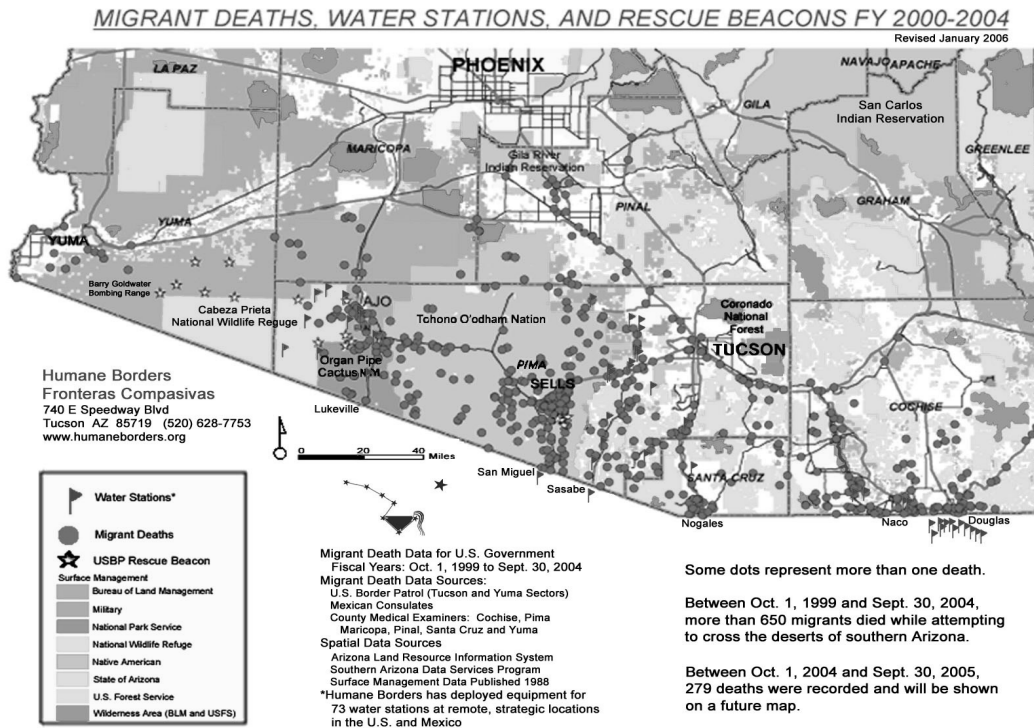 MIGRANT DEATHS, WATER STATIONS, AND RESCUE BEACONS FY 2000-2004
Revised January 2006
LA PAZ
PHOENIX
NAVAJO
APACHE
GILA
San Carlos
Indian Reservation
MARICOPA
Gila River
Indian Reservation
GREENLEE
PINAL
GRAHAM
YUMA
YUMA
Barry Goldwater
Bombing Range
Cabeza Prieta
National Wildlife Reguge
AJO
Tchono O'odham Nation
Coronado
National
Forest
TUCSON
Organ Pipe
Cactus N.M
PIMA
SELLS
COCHISE
Lukeville
Humane Borders
Fronteras Compasivas
740 E Speedway Blvd
Tucson AZ 85719 (520) 628-7753
www.humaneborders.org
0 20 40 Miles
San Miguel
Sasabe
SANTA CRUZ
Nogales
Naco
Douglas
Water Stations*
Migrant Deaths
USBP Rescue Beacon
Surface Management
Bureau of Land Management
Military
National Park Service
National Wildlife Refuge
Native American
State of Arizona
U.S. Forest Service
Wilderness Area (BLM and USFS)
Migrant Death Data for U.S. Government
Fiscal Years: Oct. 1, 1999 to Sept. 30, 2004
Migrant Death Data Sources:
U.S. Border Patrol (Tucson and Yuma Sectors)
Mexican Consulates
County Medical Examiners: Cochise, Pima
Maricopa, Pinal, Santa Cruz and Yuma
Spatial Data Sources
Arizona Land Resource Information System
Southern Arizona Data Services Program
Surface Management Data Published 1988
*Humane Borders has deployed equipment for
73 water stations at remote, strategic locations
in the U.S. and Mexico
Some dots represent more than one death.
Between Oct. 1, 1999 and Sept. 30, 2004,
more than 650 migrants died while attempting
to cross the deserts of southern Arizona.
Between Oct. 1, 2004 and Sept. 30, 2005,
279 deaths were recorded and will be shown
on a future map.